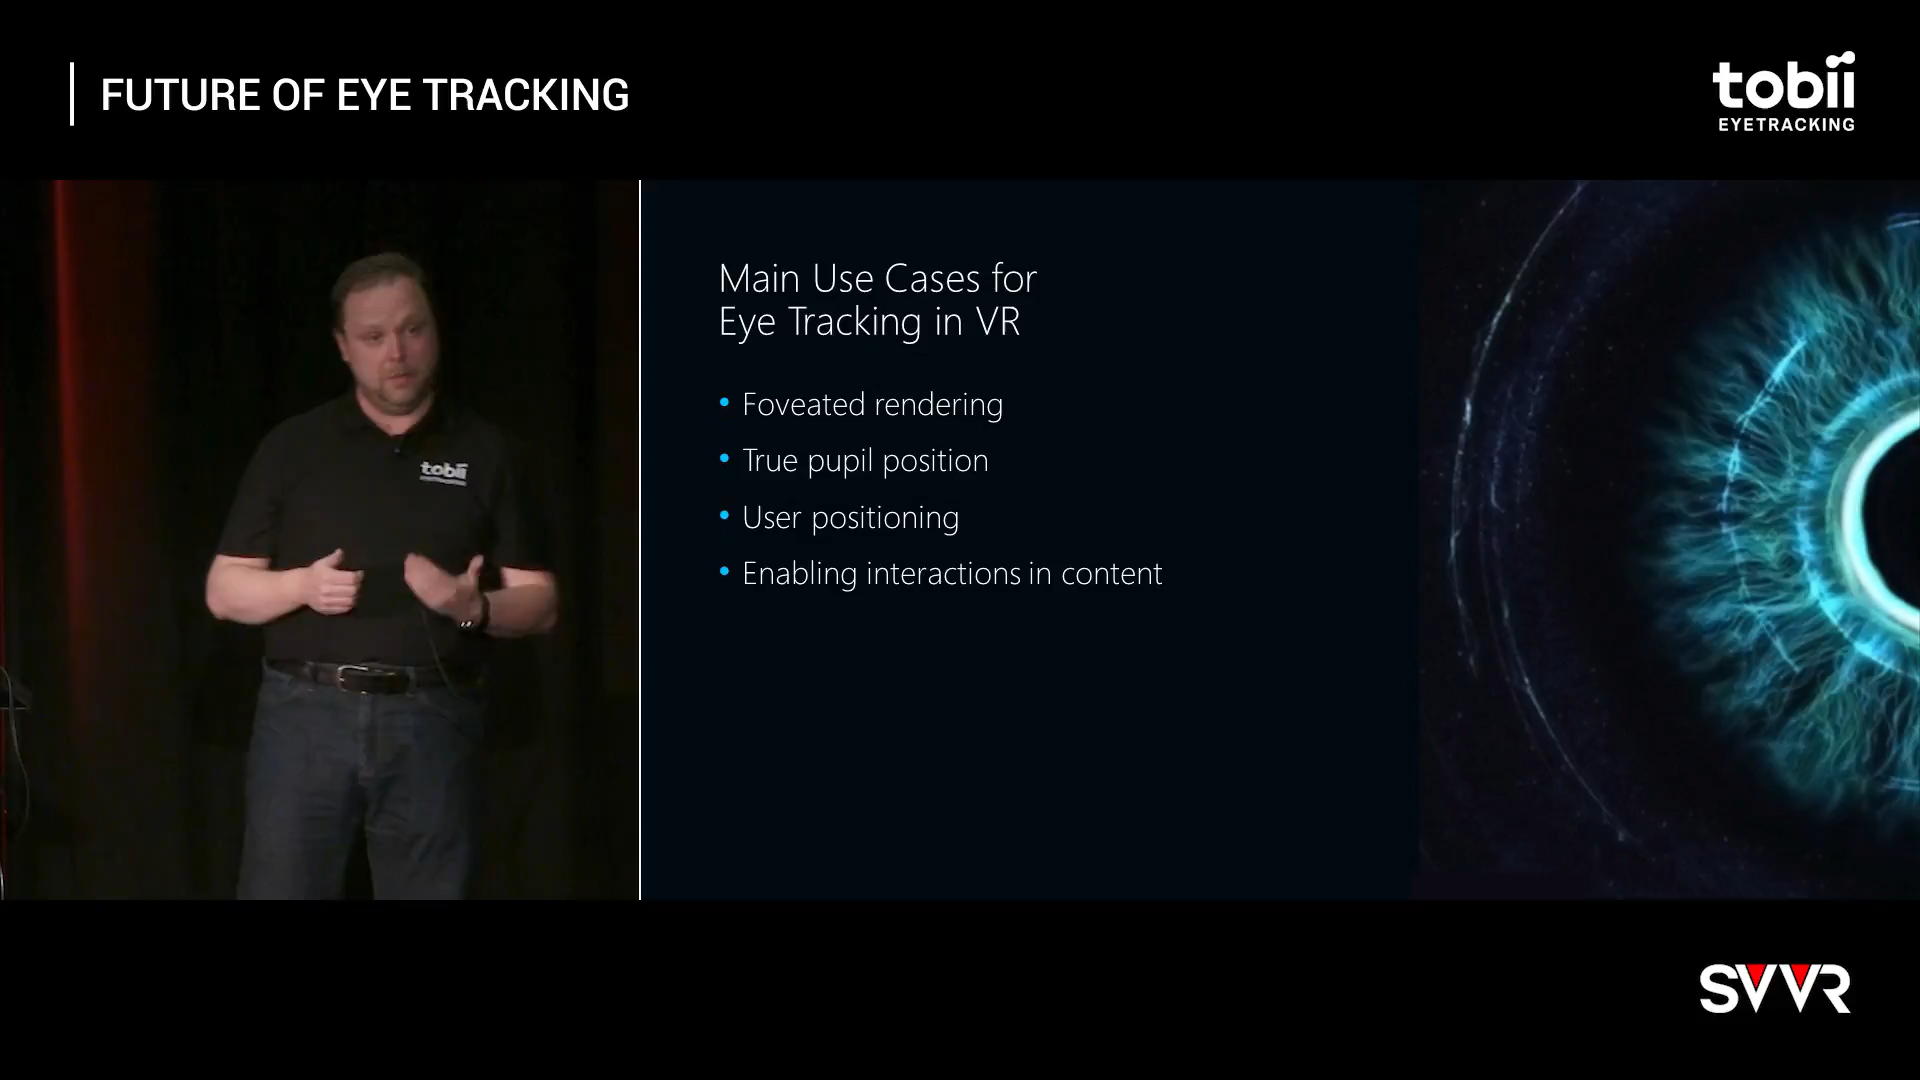 FUTURE OF EYE TRACKING
tobii
EYETRACKING
tobii
Main Use Cases for
Eye Tracking in VR
• Foveated rendering
• True pupil position
• User positioning
• Enabling interactions in content
SVVR